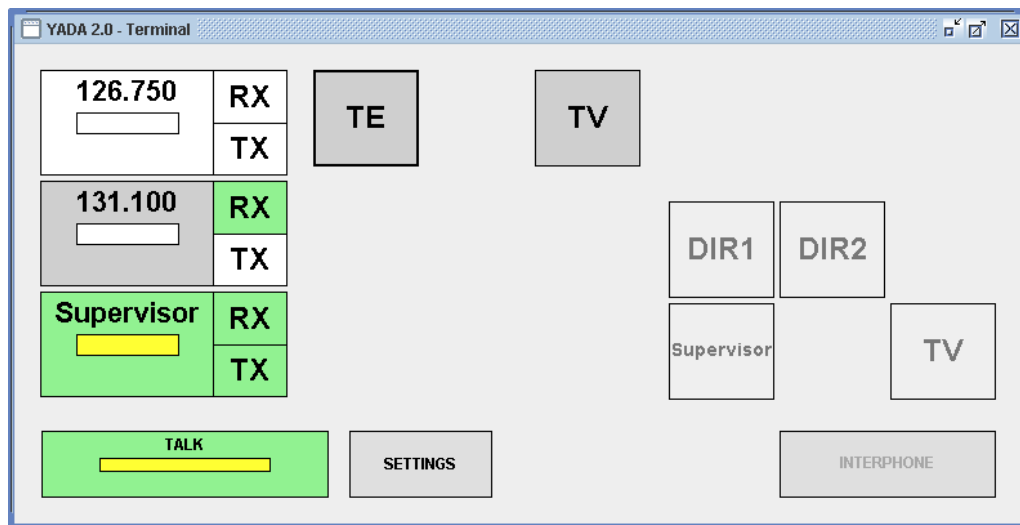 YADA 2.0 - Terminal
126.750 RX
TX
TE
TV
131.100 RX
TX
DIR1 DIR2
Supervisor RX
TX
Supervisor
TV
TALK
SETTINGS
INTERPHONE